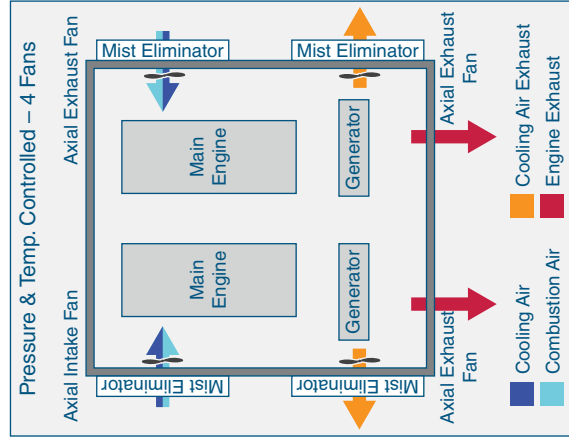 Pressure & Temp. Controlled – 4 Fans
Axial Intake Fan
Axial Exhaust Fan
Mist Eliminator
Mist Eliminator
Mist Eliminator
Mist Eliminator
Main
Engine
Main
Engine
Generator
Generator
Axial Exhaust
Fan
Axial Exhaust
Fan
Cooling Air
Combustion Air
Cooling Air Exhaust
Engine Exhaust